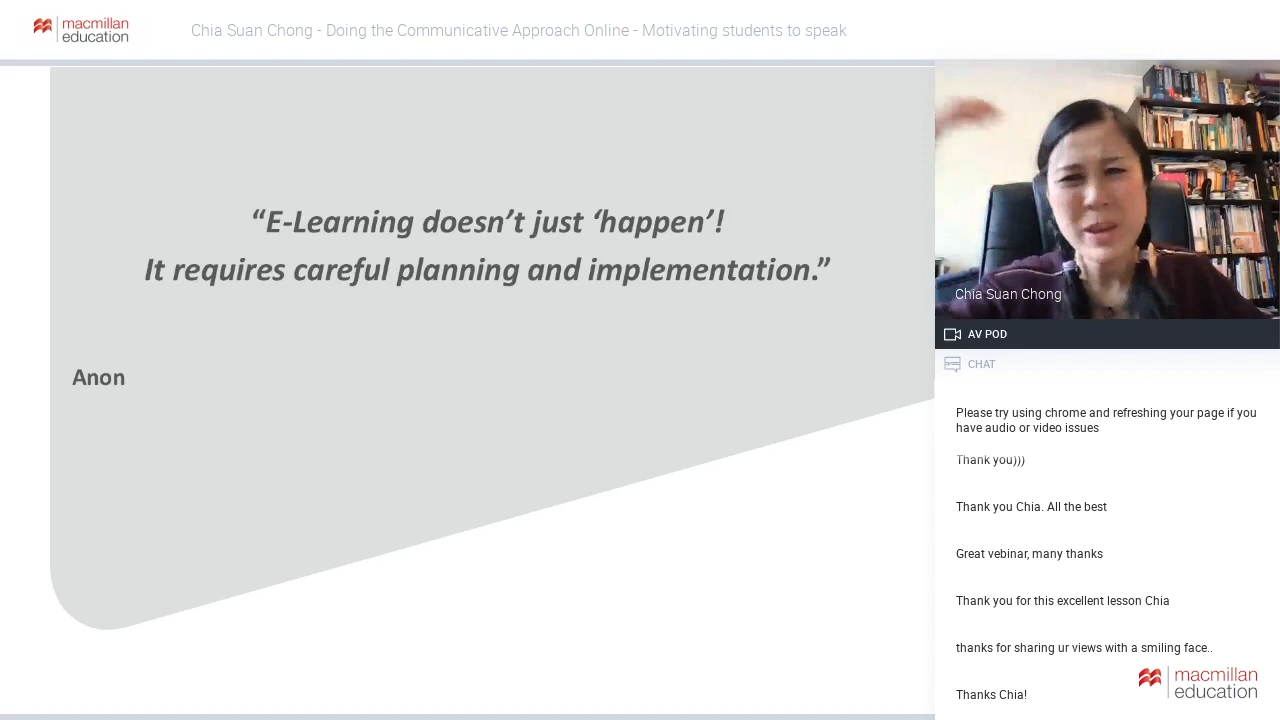 macmillan
education
Chia Suan Chong - Doing the Communicative Approach Online - Motivating students to speak
“E-Learning doesn’t just ‘happen’!
It requires careful planning and implementation.”
Anon
Chia Suan Chong
AV POD
CHAT
Please try using chrome and refreshing your page if you
have audio or video issues
Thank you)))
Thank you Chia. All the best
Great vebinar, many thanks
Thank you for this excellent lesson Chia
thanks for sharing ur views with a smiling face..
Thanks Chia!
macmillan
education